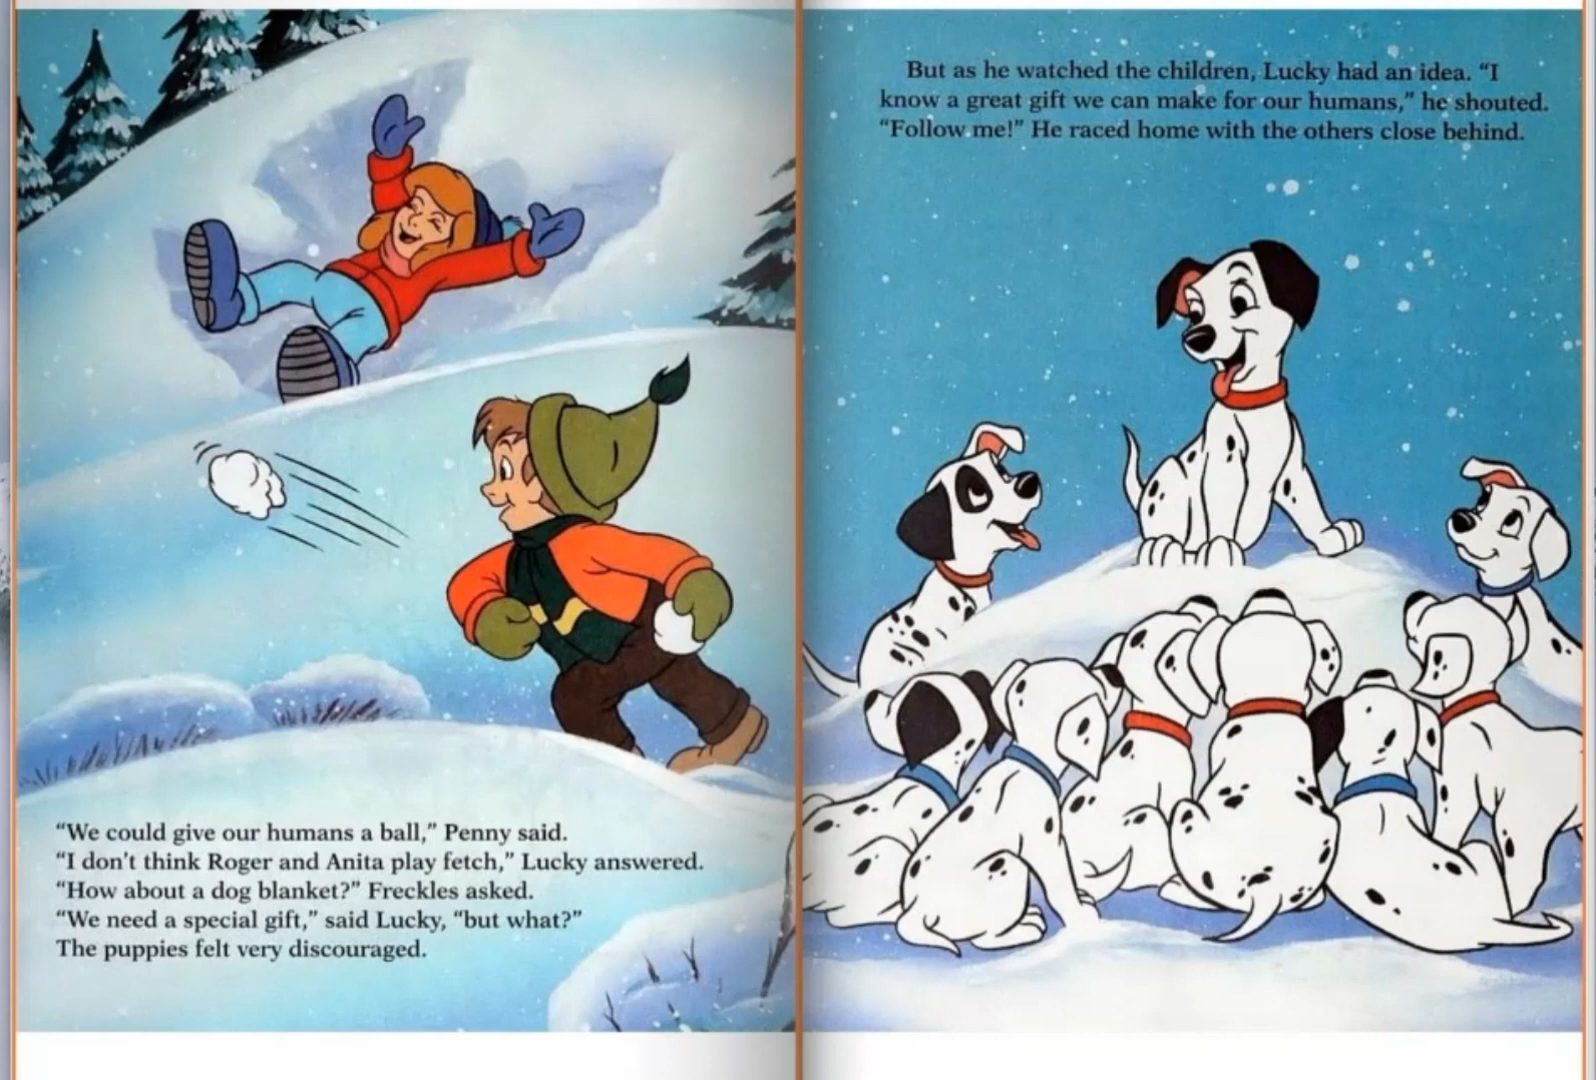 “We could give our humans a ball,” Penny said.
“I don’t think Roger and Anita play fetch,” Lucky answered.
“How about a dog blanket?” Freckles asked.
“We need a special gift,” said Lucky, “but what?”
The puppies felt very discouraged.
But as he watched the children, Lucky had an idea. “I
know a great gift we can make for our humans,” he shouted.
“Follow me!” He raced home with the others close behind.